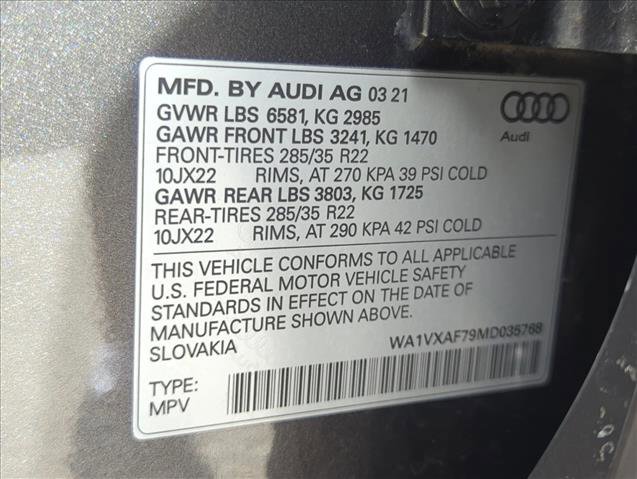 MFD. BY AUDI AG 03 21
GVWR LBS 6581, KG 2985
GAWR FRONT LBS 3241, KG 1470
FRONT-TIRES 285/35 R22
10JX22 RIMS, AT 270 KPA 39 PSI COLD
GAWR REAR LBS 3803, KG 1725
REAR-TIRES 285/35 R22
10JX22 RIMS, AT 290 KPA 42 PSI COLD
THIS VEHICLE CONFORMS TO ALL APPLICABLE
U.S. FEDERAL MOTOR VEHICLE SAFETY
STANDARDS IN EFFECT ON THE DATE OF
MANUFACTURE SHOWN ABOVE.
SLOVAKIA
WA1VXAF79MD035768
TYPE:
MPV
Audi